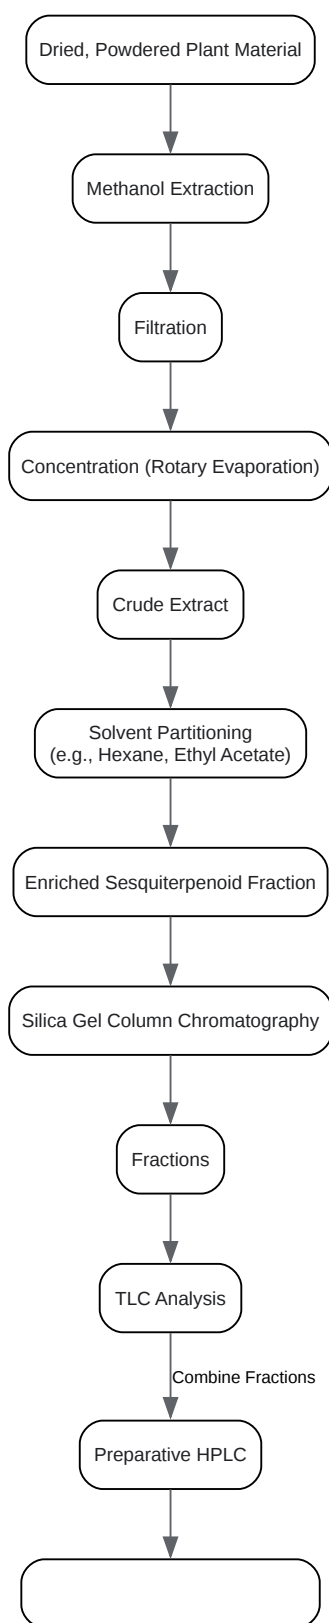 Dried, Powdered Plant Material
Methanol Extraction
Filtration
Concentration (Rotary Evaporation)
Crude Extract
Solvent Partitioning
(e.g., Hexane, Ethyl Acetate)
Enriched Sesquiterpenoid Fraction
Silica Gel Column Chromatography
Fractions
TLC Analysis
Combine Fractions
Preparative HPLC